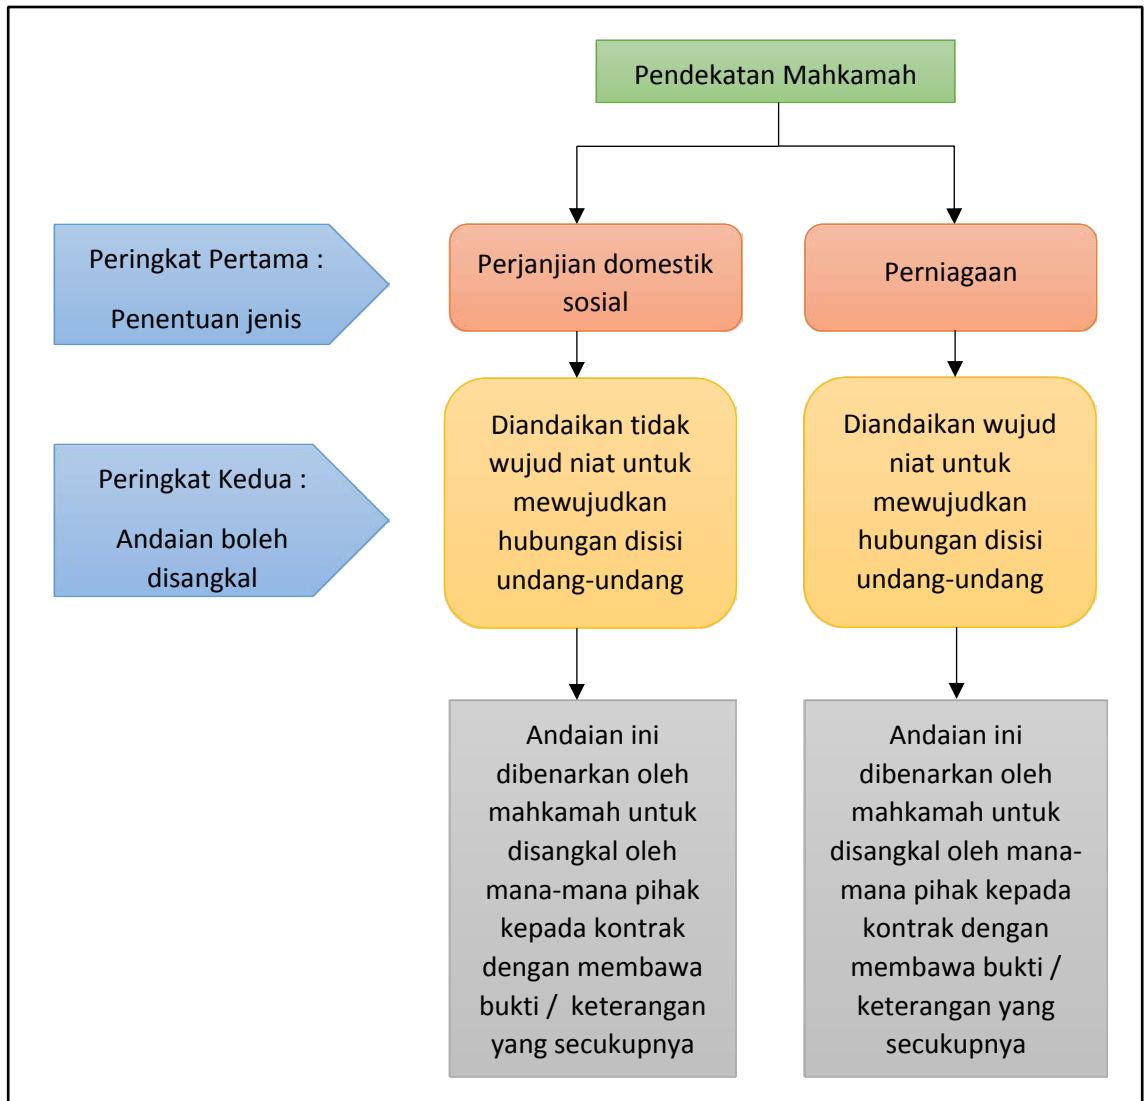 Pendekatan Mahkamah
Peringkat Pertama :
Penentuan jenis
Perjanjian domestik
sosial
Perniagaan
Peringkat Kedua :
Andaian boleh
disangkal
Diandaikan tidak
wujud niat untuk
mewujudkan
hubungan disisi
undang-undang
Diandaikan wujud
niat untuk
mewujudkan
hubungan disisi
undang-undang
Andaian ini
dibenarkan oleh
mahkamah untuk
disangkal oleh
mana-mana pihak
kepada kontrak
dengan membawa
bukti / keterangan
yang secukupnya
Andaian ini
dibenarkan oleh
mahkamah untuk
disangkal oleh mana-
mana pihak kepada
kontrak dengan
membawa bukti /
keterangan yang
secukupnya